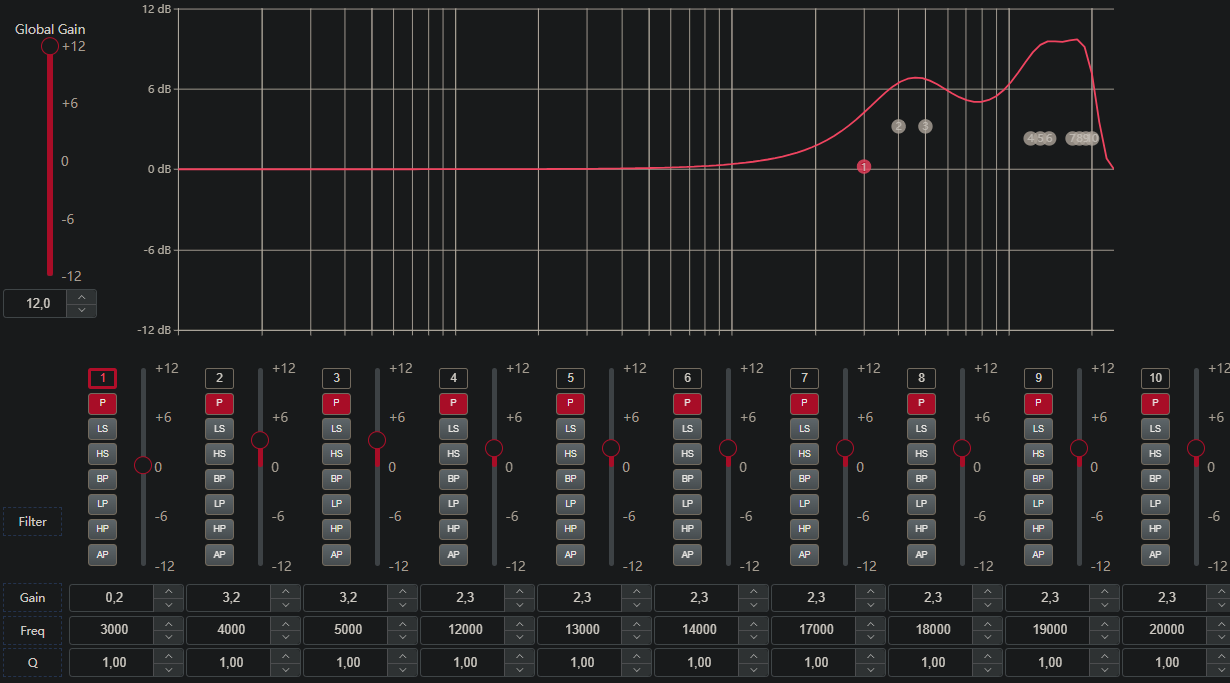 12 dB
Global Gain
+12
6 dB
+6
2 3
4 5 6 7 8 9 10
0
0 dB
1
-6
-6 dB
-12
12,0
-12 dB
1 +12 2 +12 3 +12 4 +12 5 +12 6 +12 7 +12 8 +12 9 +12 10 +12
P P P P P P P P P P
LS +6 LS +6 LS +6 LS +6 LS +6 LS +6 LS +6 LS +6 LS +6 LS +6
HS HS HS HS HS HS HS HS HS HS
BP 0 BP 0 BP 0 BP 0 BP 0 BP 0 BP 0 BP 0 BP 0 BP 0
LP LP LP LP LP LP LP LP LP LP
Filter -6 -6 -6 -6 -6 -6 -6 -6 -6 -6
HP HP HP HP HP HP HP HP HP HP
AP -12 AP -12 AP -12 AP -12 AP -12 AP -12 AP -12 AP -12 AP -12 AP -12
Gain 0,2 3,2 3,2 2,3 2,3 2,3 2,3 2,3 2,3 2,3
Freq 3000 4000 5000 12000 13000 14000 17000 18000 19000 20000
Q 1,00 1,00 1,00 1,00 1,00 1,00 1,00 1,00 1,00 1,00